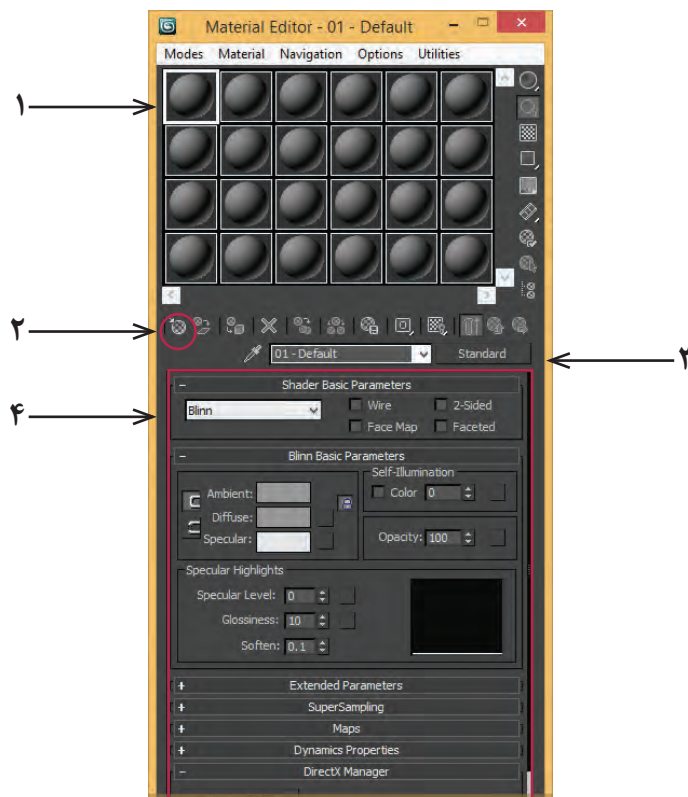 Material Editor - 01 - Default
Modes Material Navigation Options Utilities
۱
۲
01 - Default Standard
۲
Shader Basic Parameters
۴
Blinn Wire 2-Sided
Face Map Faceted
Blinn Basic Parameters
Self-Illumination
Ambient: Color 0
Diffuse:
Specular: Opacity: 100
Specular Highlights
Specular Level: 0
Glossiness: 10
Soften: 0.1
Extended Parameters
SuperSampling
Maps
Dynamics Properties
DirectX Manager